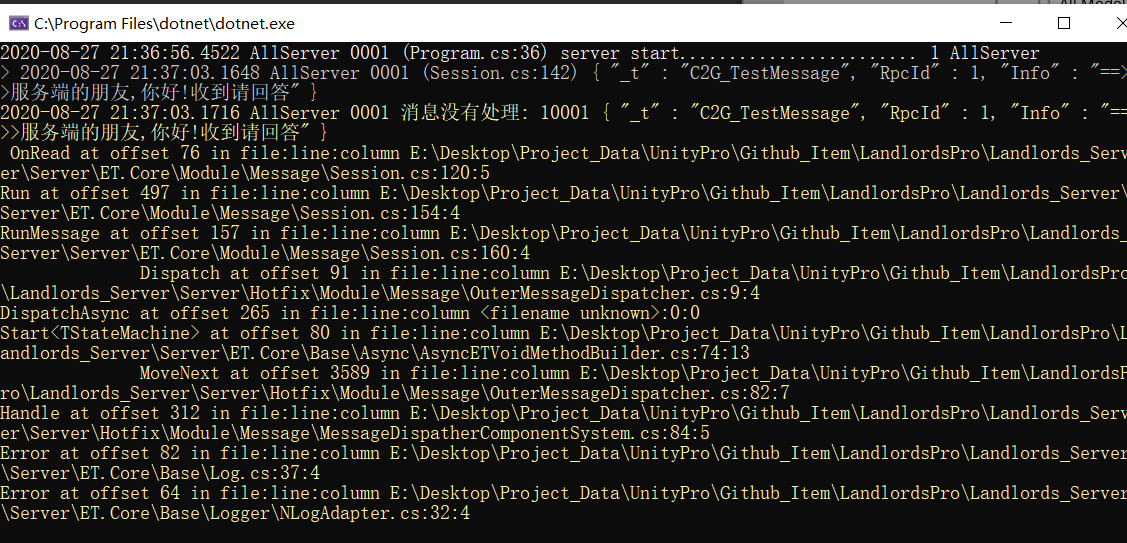 All Model
C:\Program Files\dotnet\dotnet.exe
2020-08-27 21:36:56.4522 AllServer 0001 (Program.cs:36) server start........................ 1 AllServer
> 2020-08-27 21:37:03.1648 AllServer 0001 (Session.cs:142) { "_t" : "C2G_TestMessage", "RpcId" : 1, "Info" : "==>
>服务端的朋友,你好!收到请回答" }
2020-08-27 21:37:03.1716 AllServer 0001 消息没有处理: 10001 { "_t" : "C2G_TestMessage", "RpcId" : 1, "Info" : "==
>>服务端的朋友,你好!收到请回答" }
OnRead at offset 76 in file:line:column E:\Desktop\Project_Data\UnityPro\Github_Item\LandlordsPro\Landlords_Serv
er\Server\ET.Core\Module\Message\Session.cs:120:5
Run at offset 497 in file:line:column E:\Desktop\Project_Data\UnityPro\Github_Item\LandlordsPro\Landlords_Server\
Server\ET.Core\Module\Message\Session.cs:154:4
RunMessage at offset 157 in file:line:column E:\Desktop\Project_Data\UnityPro\Github_Item\LandlordsPro\Landlords_
Server\Server\ET.Core\Module\Message\Session.cs:160:4
Dispatch at offset 91 in file:line:column E:\Desktop\Project_Data\UnityPro\Github_Item\LandlordsPro
\Landlords_Server\Server\Hotfix\Module\Message\OuterMessageDispatcher.cs:9:4
DispatchAsync at offset 265 in file:line:column <filename unknown>:0:0
Start<TStateMachine> at offset 80 in file:line:column E:\Desktop\Project_Data\UnityPro\Github_Item\LandlordsPro\L
andlords_Server\Server\ET.Core\Base\Async\AsyncETVoidMethodBuilder.cs:74:13
MoveNext at offset 3589 in file:line:column E:\Desktop\Project_Data\UnityPro\Github_Item\LandlordsP
ro\Landlords_Server\Server\Hotfix\Module\Message\OuterMessageDispatcher.cs:82:7
Handle at offset 312 in file:line:column E:\Desktop\Project_Data\UnityPro\Github_Item\LandlordsPro\Landlords_Serv
er\Server\Hotfix\Module\Message\MessageDispatherComponentSystem.cs:84:5
Error at offset 82 in file:line:column E:\Desktop\Project_Data\UnityPro\Github_Item\LandlordsPro\Landlords_Server
\Server\ET.Core\Base\Log.cs:37:4
Error at offset 64 in file:line:column E:\Desktop\Project_Data\UnityPro\Github_Item\LandlordsPro\Landlords_Server
\Server\ET.Core\Base\Logger\NLogAdapter.cs:32:4